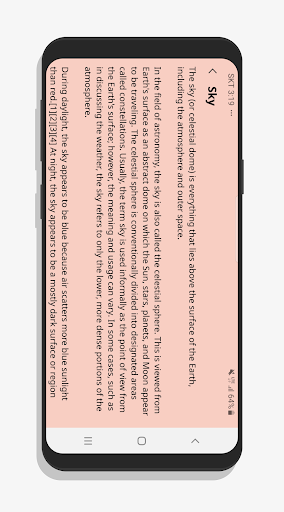 SKT 3:19 ...
64%
Sky
The sky (or celestial dome) is everything that lies above the surface of the Earth,
including the atmosphere and outer space.
In the field of astronomy, the sky is also called the celestial sphere. This is viewed from
Earth's surface as an abstract dome on which the Sun, stars, planets, and Moon appear
to be traveling. The celestial sphere is conventionally divided into designated areas
called constellations. Usually, the term sky is used informally as the point of view from
the Earth's surface; however, the meaning and usage can vary. In some cases, such as
in discussing the weather, the sky refers to only the lower, more dense portions of the
atmosphere.
During daylight, the sky appears to be blue because air scatters more blue sunlight
than red.[1][2][3][4] At night, the sky appears to be a mostly dark surface or region